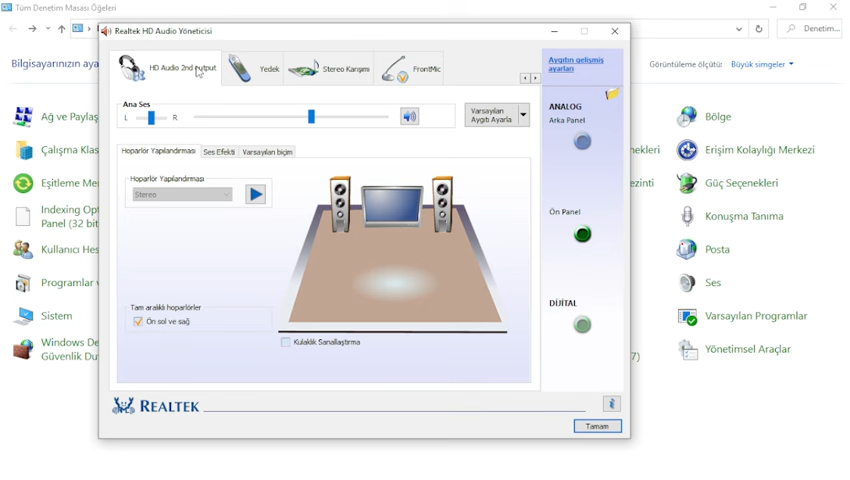 Tüm Denetim Masası Öğeleri
Realtek HD Audio Yöneticisi
Denetim...
Bilgisayarınızın aya
Görüntüleme ölçütü: Büyük simgeler
HD Audio 2nd output
Yedek
Stereo Karışımı
FrontMic
Aygıtın gelişmiş
ayarları
Ana Ses
L
R
Varsayılan
Aygıtı Ayarla
ANALOG
Arka Panel
Ön Panel
DİJİTAL
Hoparlör Yapılandırması
Ses Efekti
Varsayılan biçim
Hoparlör Yapılandırması
Stereo
Tam aralıklı hoparlörler
Ön sol ve sağ
Kulaklık Sanallaştırma
REALTEK
Tamam
Ağ ve Paylaş
Çalışma Klas
Eşitleme Mer
Indexing Opt
Panel (32 bit
Kullanıcı Hes
Programlar v
Sistem
Windows De
Güvenlik Du
nekleri
ezinti
7)
Bölge
Erişim Kolaylığı Merkezi
Güç Seçenekleri
Konuşma Tanıma
Posta
Ses
Varsayılan Programlar
Yönetimsel Araçlar